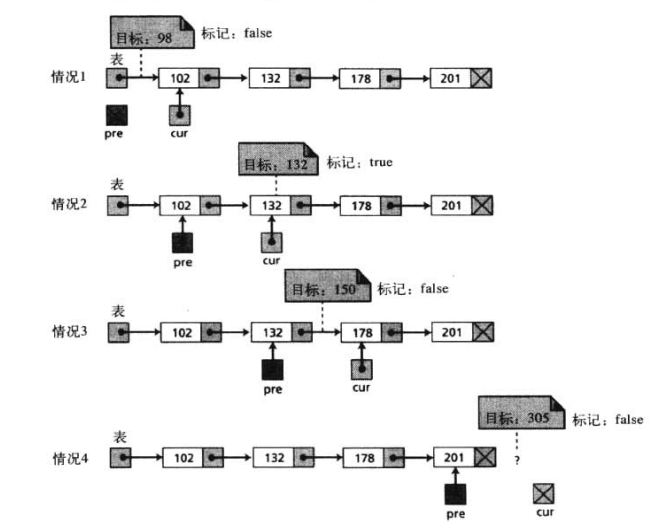 目标：98 标记：false
表
情况1 102 132 178 201
pre cur
目标：132 标记：true
表
情况2 102 132 178 201
pre cur
目标：150 标记：false
表
情况3 102 132 178 201
pre cur
目标：305 标记：false
表
情况4 102 132 178 201 ?
pre cur